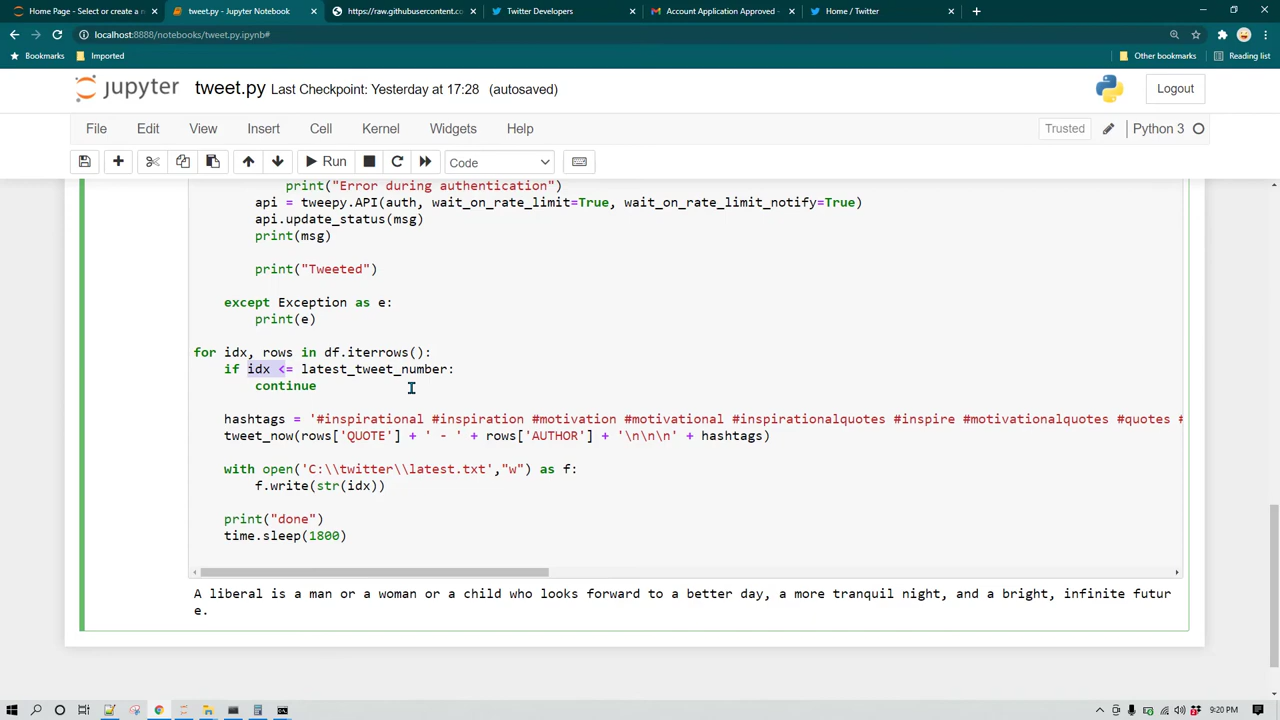 Home Page - Select or create a n
tweet.py - Jupyter Notebook
https://raw.githubusercontent.co
Twitter Developers
Account Application Approved -
Home / Twitter
localhost:8888/notebooks/tweet.py.ipynb#
Bookmarks
Imported
Other bookmarks
Reading list
jupyter tweet.py Last Checkpoint: Yesterday at 17:28 (autosaved)
Logout
File Edit View Insert Cell Kernel Widgets Help
Trusted
Python 3
Run
Code
print("Error during authentication")
api = tweepy.API(auth, wait_on_rate_limit=True, wait_on_rate_limit_notify=True)
api.update_status(msg)
print(msg)
print("Tweeted")
except Exception as e:
print(e)
for idx, rows in df.iterrows():
if idx <= latest_tweet_number:
continue
hashtags = '#inspirational #inspiration #motivation #motivational #inspirationalquotes #inspire #motivationalquotes #quotes #
tweet_now(rows['QUOTE'] + ' - ' + rows['AUTHOR'] + '\n\n\n' + hashtags)
with open('C:\\twitter\\latest.txt',"w") as f:
f.write(str(idx))
print("done")
time.sleep(1800)
A liberal is a man or a woman or a child who looks forward to a better day, a more tranquil night, and a bright, infinite futur
e.
9:20 PM